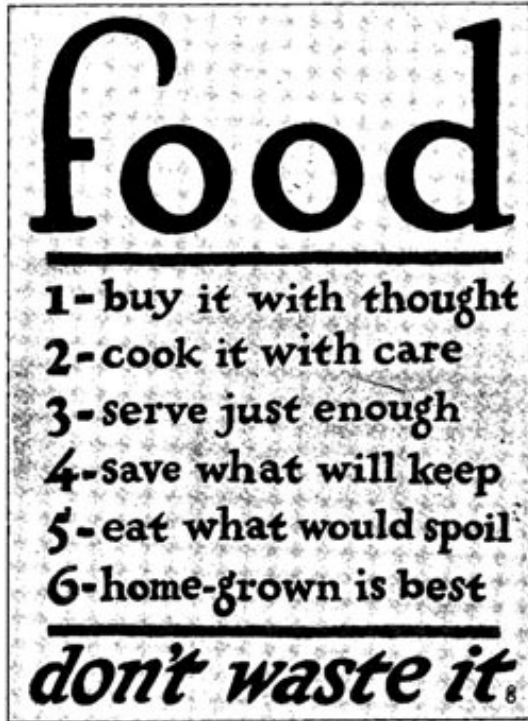 food
1-buy it with thought
2-cook it with care
3-serve just enough
4-save what will keep
5-eat what would spoil
6-home-grown is best
don't waste it
8